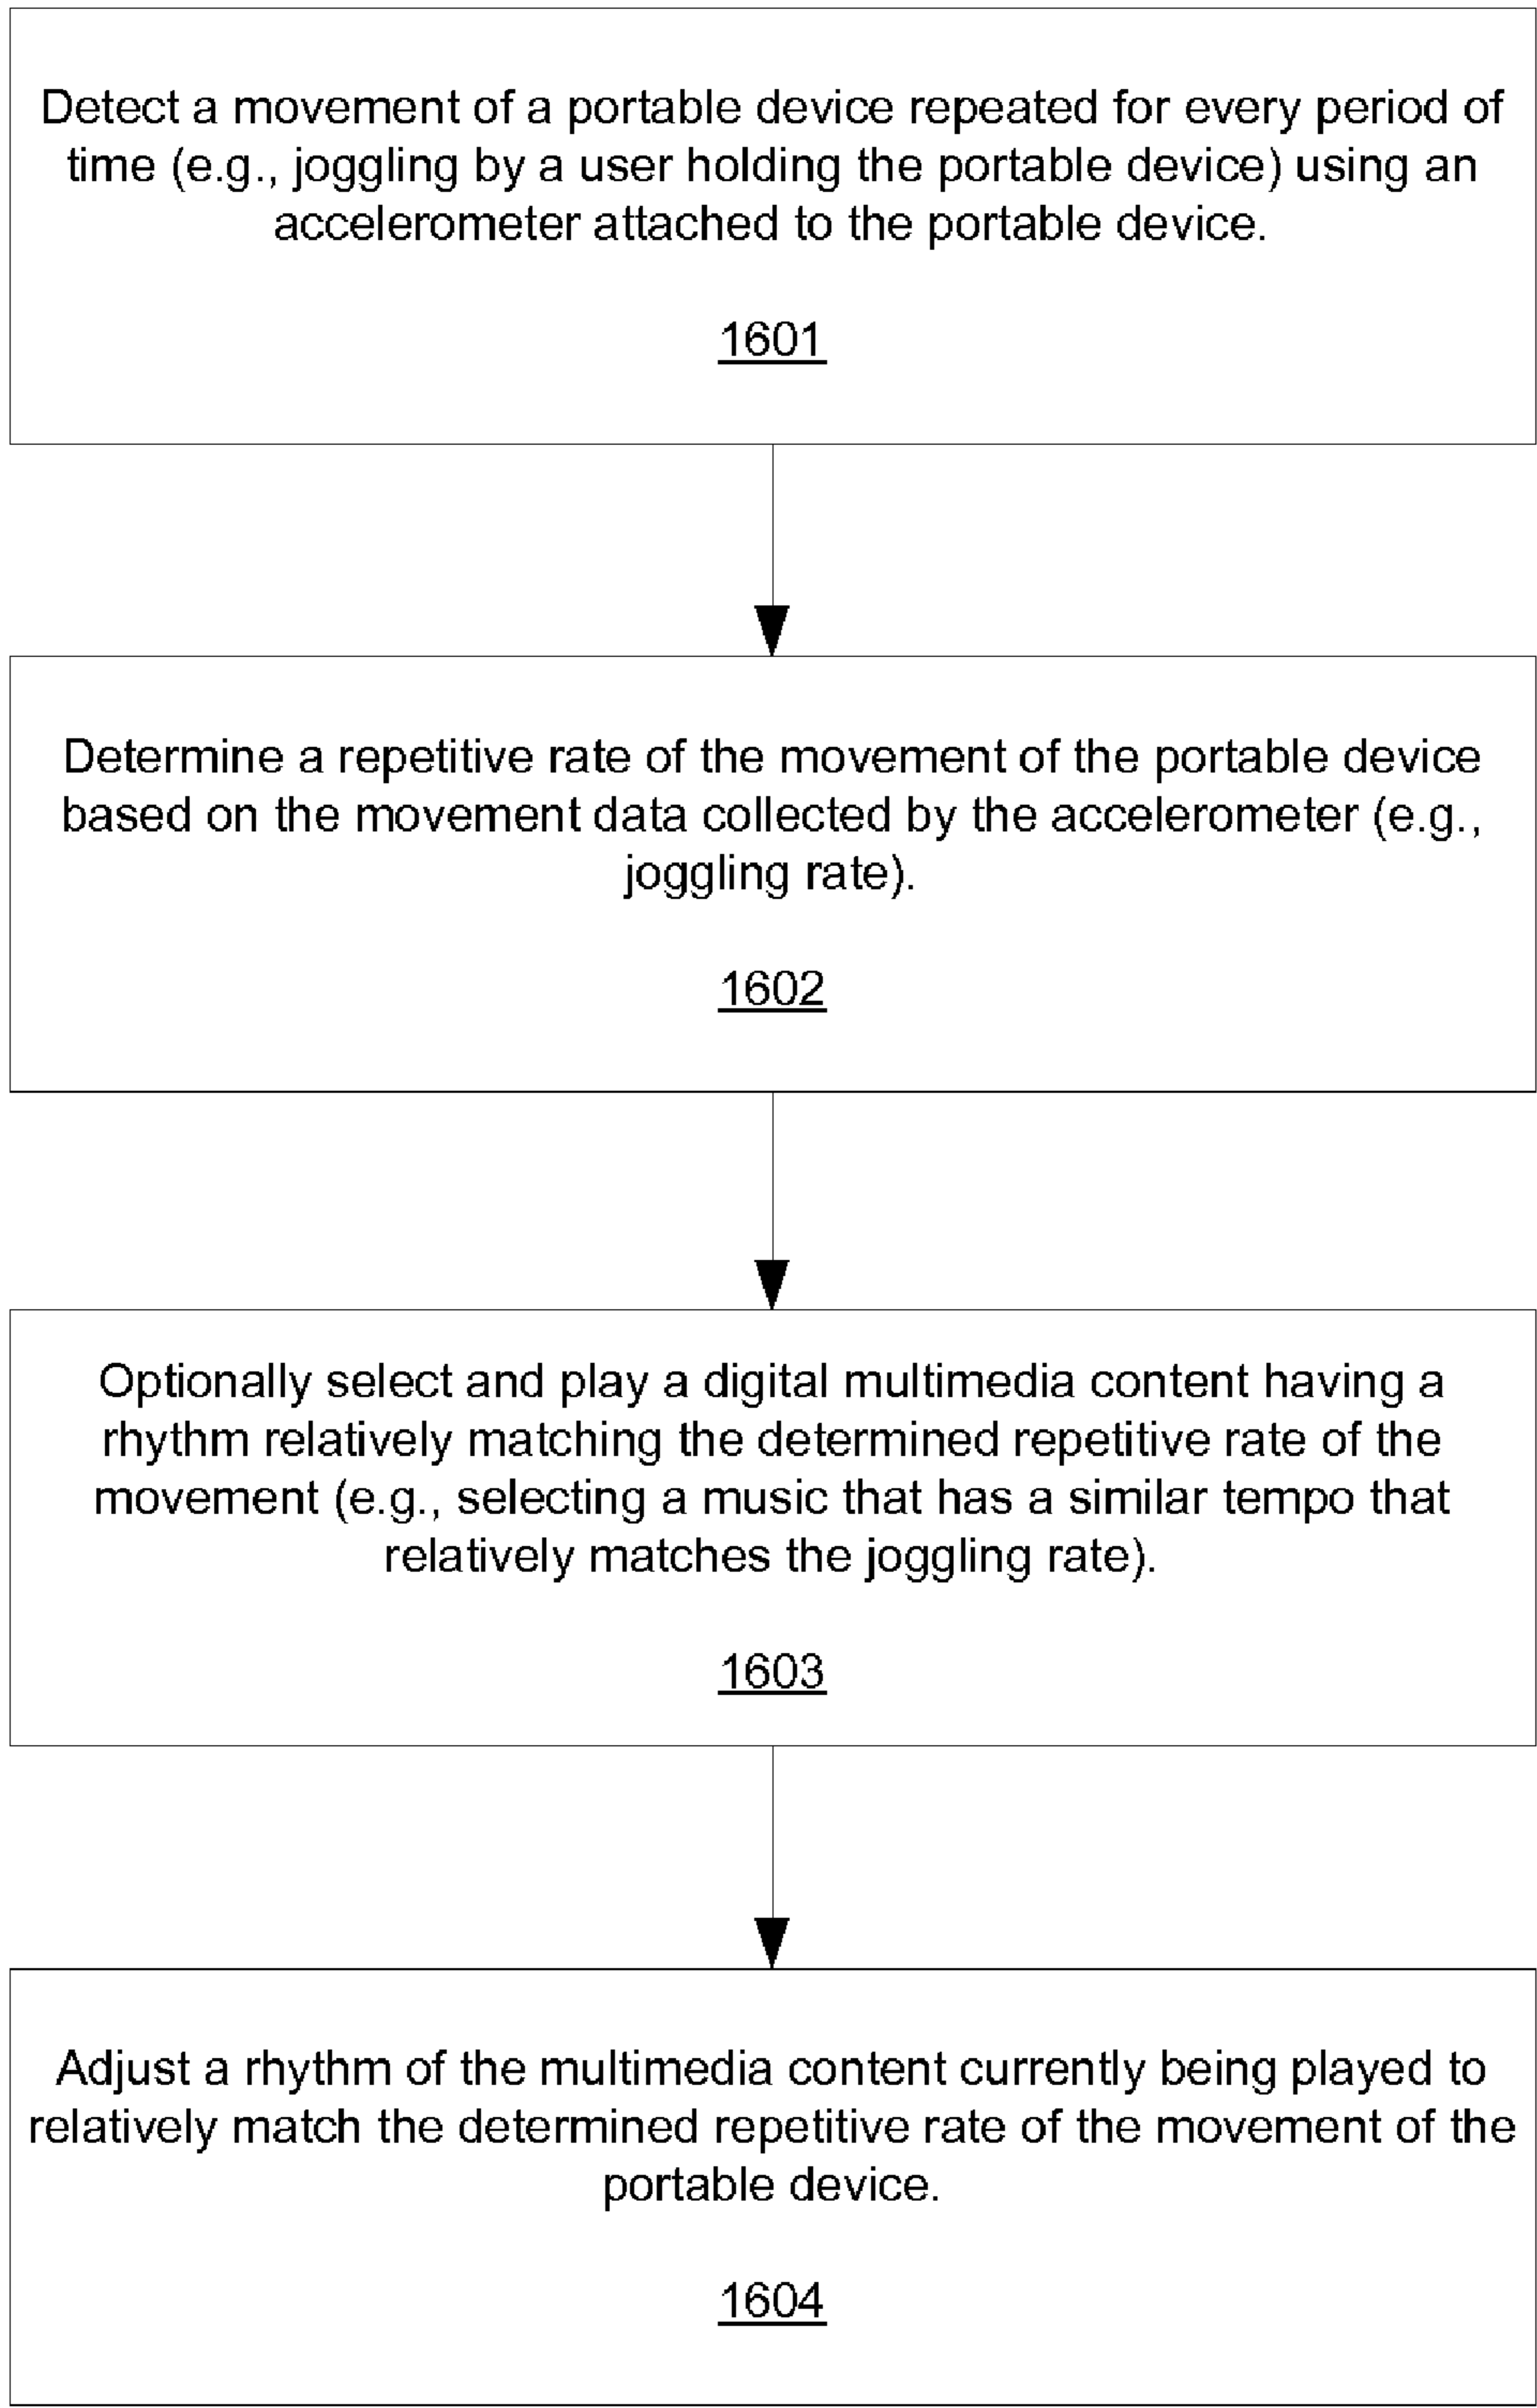 Detect a movement of a portable device repeated for every period of
time (e.g., joggling by a user holding the portable device) using an
accelerometer attached to the portable device.
1601
Determine a repetitive rate of the movement of the portable device
based on the movement data collected by the accelerometer (e.g.,
joggling rate).
1602
Optionally select and play a digital multimedia content having a
rhythm relatively matching the determined repetitive rate of the
movement (e.g., selecting a music that has a similar tempo that
relatively matches the joggling rate).
1603
Adjust a rhythm of the multimedia content currently being played to
relatively match the determined repetitive rate of the movement of the
portable device.
1604